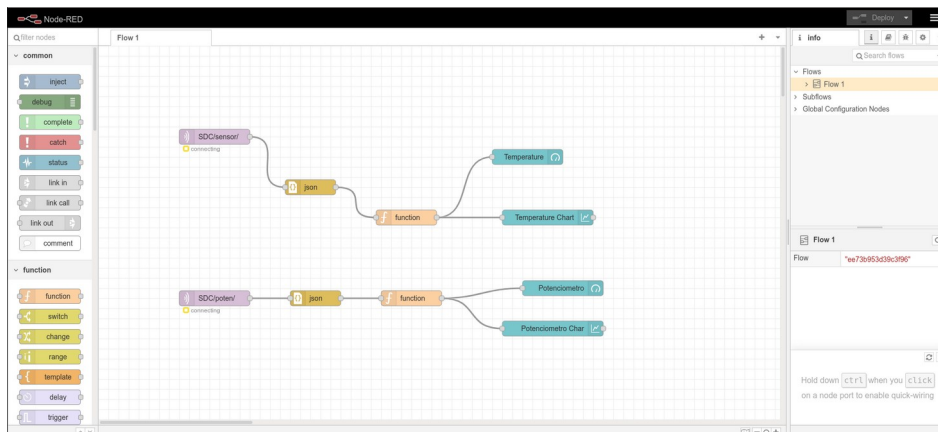 Node-RED
Deploy
filter nodes
Flow 1
info
i
common
inject
debug
complete
catch
status
link in
link call
link out
comment
function
function
switch
change
range
template
delay
trigger
SDC/sensor/
connecting
json
function
Temperature
Temperature Chart
SDC/poten/
connecting
json
function
Potenciometro
Potenciometro Char
Search flows
Flows
Flow 1
Subflows
Global Configuration Nodes
Flow 1
Flow "ee73b953d39c3f96"
Hold down ctrl when you click
on a node port to enable quick-wiring